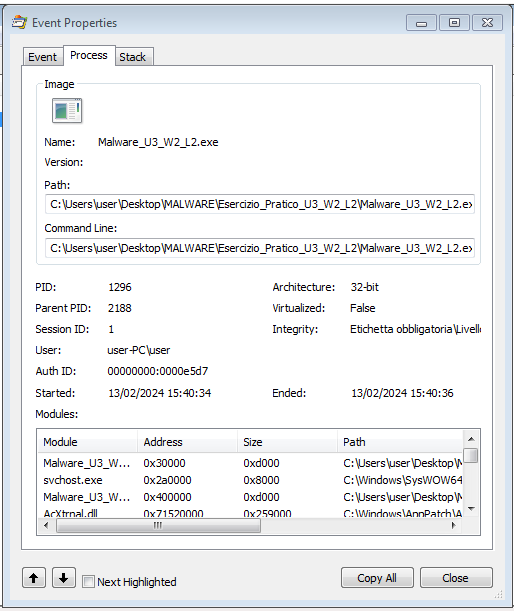 Event Properties
Event Process Stack
Image
Name: Malware_U3_W2_L2.exe
Version:
Path:
C:\Users\user\Desktop\MALWARE\Esercizio_Pratico_U3_W2_L2\Malware_U3_W2_L2.ex
Command Line:
C:\Users\user\Desktop\MALWARE\Esercizio_Pratico_U3_W2_L2\Malware_U3_W2_L2.ex
PID: 1296 Architecture: 32-bit
Parent PID: 2188 Virtualized: False
Session ID: 1 Integrity: Etichetta obbligatoria\Livello
User: user-PC\user
Auth ID: 00000000:0000e5d7
Started: 13/02/2024 15:40:34 Ended: 13/02/2024 15:40:36
Modules:
Module Address Size Path
Malware_U3_W... 0x30000 0xd000 C:\Users\user\Desktop\M
svchost.exe 0x2a0000 0x8000 C:\Windows\SysWOW64
Malware_U3_W... 0x400000 0xd000 C:\Users\user\Desktop\M
AcXtrnal.dll 0x71520000 0x259000 C:\Windows\AppPatch\A
Next Highlighted Copy All Close